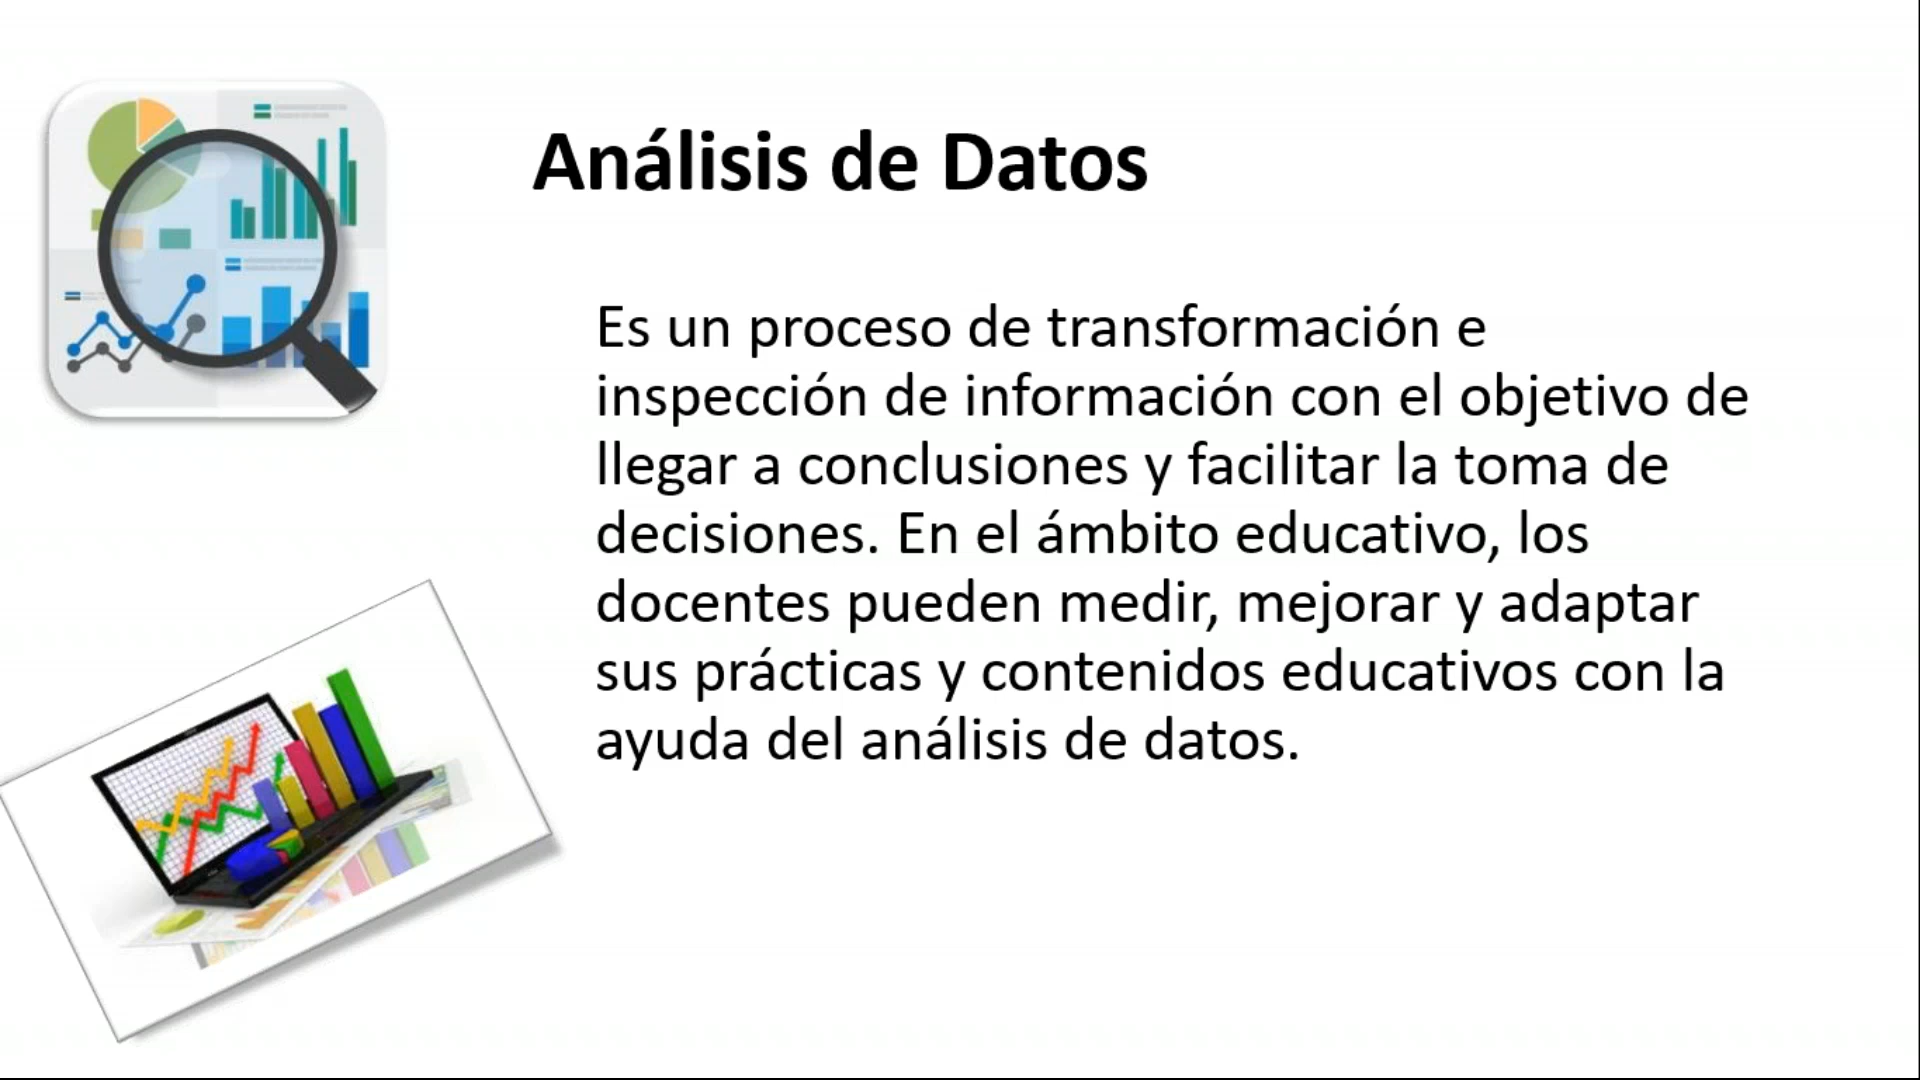 Análisis de Datos
Es un proceso de transformación e
inspección de información con el objetivo de
llegar a conclusiones y facilitar la toma de
decisiones. En el ámbito educativo, los
docentes pueden medir, mejorar y adaptar
sus prácticas y contenidos educativos con la
ayuda del análisis de datos.